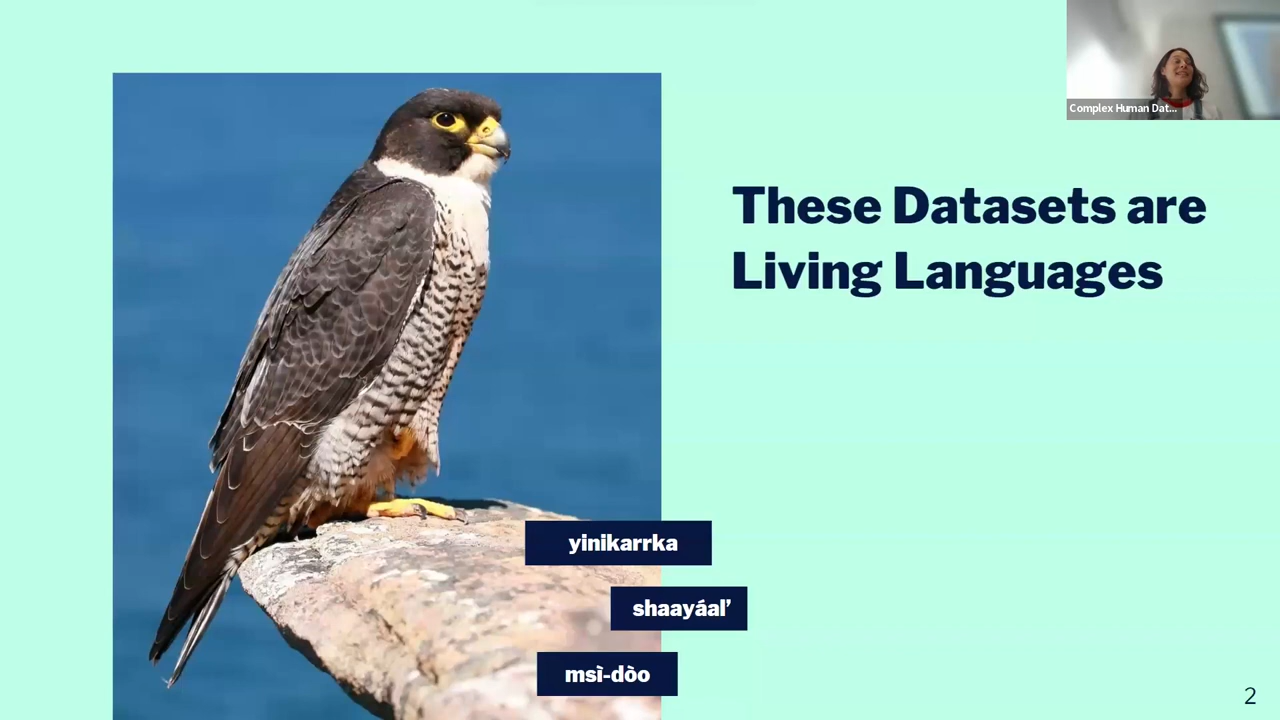 Complex Human Dat...
These Datasets are
Living Languages
yinikarrka
shaayáal’
msì-dòo
2